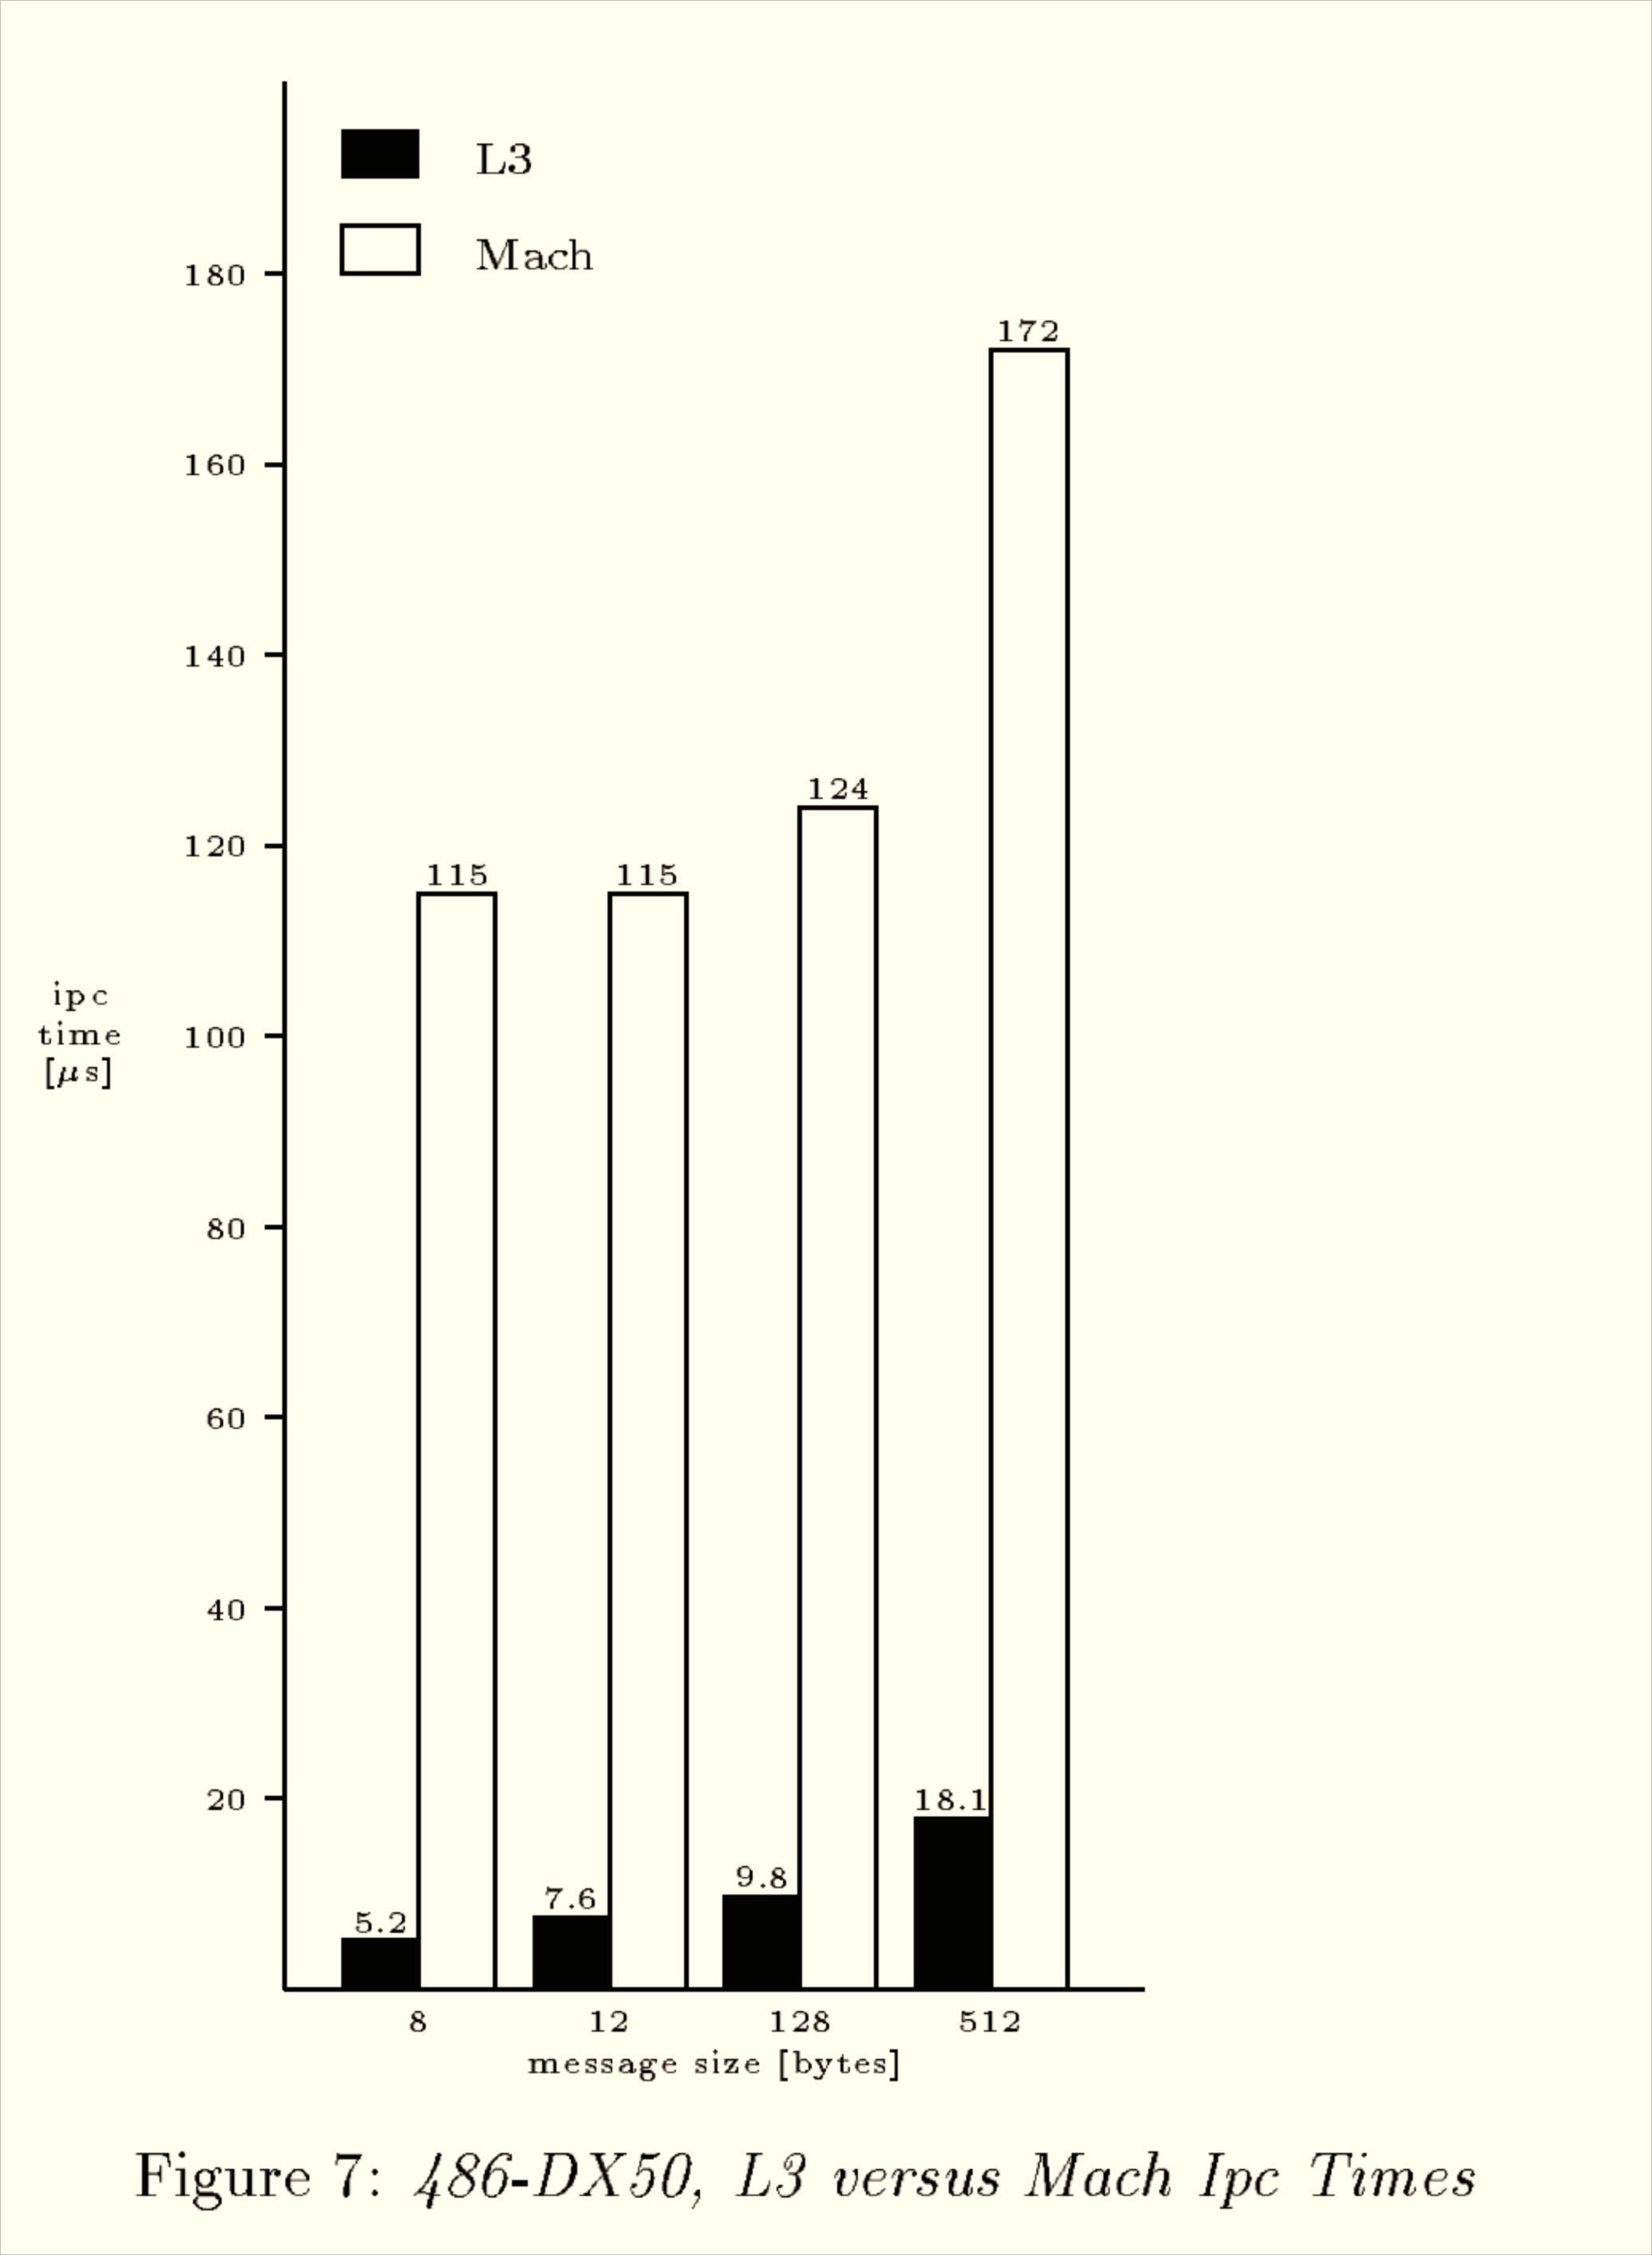 L3
Mach
180
172
160
140
124
120
115 115
ipc
time
[μs]
100
80
60
40
20
18.1
9.8
7.6
5.2
8 12 128 512
message size [bytes]
Figure 7: 486-DX50, L3 versus Mach Ipc Times